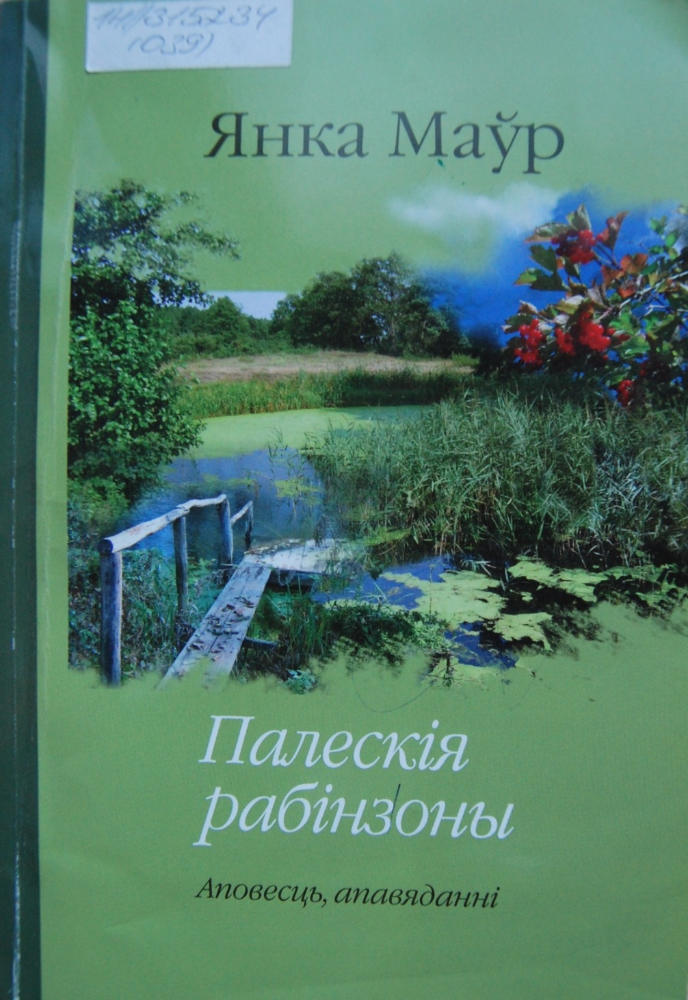 Янка Маўр
Палескія
рабінзоны
Аповесць, апавяданні